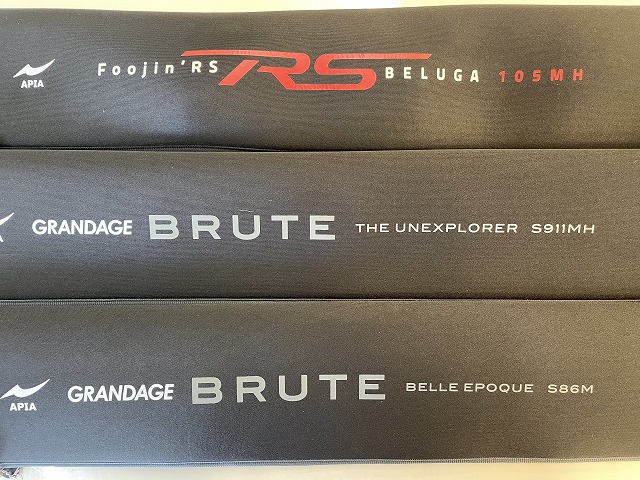 APIA Foojin'RS RS BELUGA 105MH
GRANDAGE BRUTE THE UNEXPLORER S911MH
APIA GRANDAGE BRUTE BELLE EPOQUE S86M